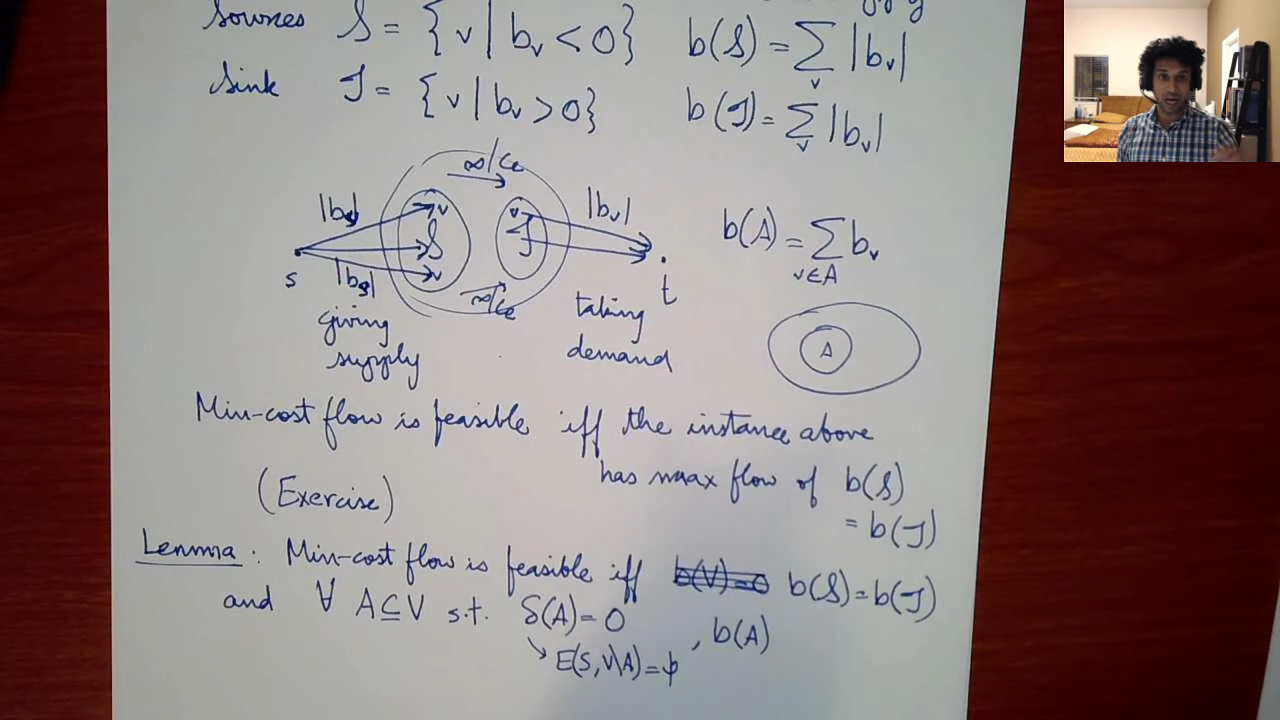 Sources S = {v | b_v < 0} b(S) = Σ_v |b_v|
Sink T = {v | b_v > 0} b(T) = Σ_v |b_v|
∞/c_e
|b_v| |b_v|
v v
S T
s v t
|b_v|
∞/c_e
giving supply
taking demand
b(A) = Σ_{v∈A} b_v
A
Min-cost flow is feasible iff the instance above
has max flow of b(S)
(Exercise) = b(T)
Lemma: Min-cost flow is feasible iff b(V)=0 b(S)=b(T)
and ∀ A⊆V s.t. δ(A)=0, b(A)
↘ E(S, V\A)=φ